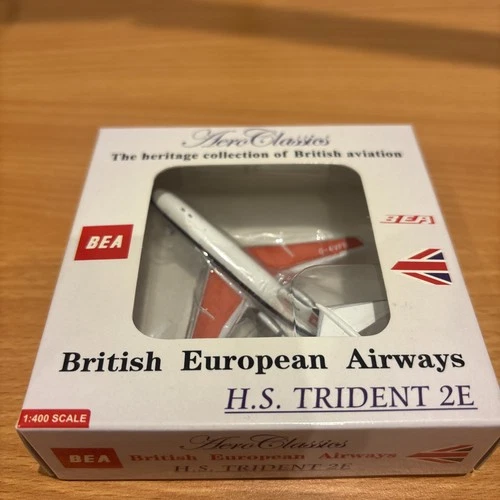 AeroClassics
The heritage collection of British aviation
BEA
BEA
British European Airways
H.S. TRIDENT 2E
1:400 SCALE
AeroClassics
BEA
British European Airways
H.S. TRIDENT 2E